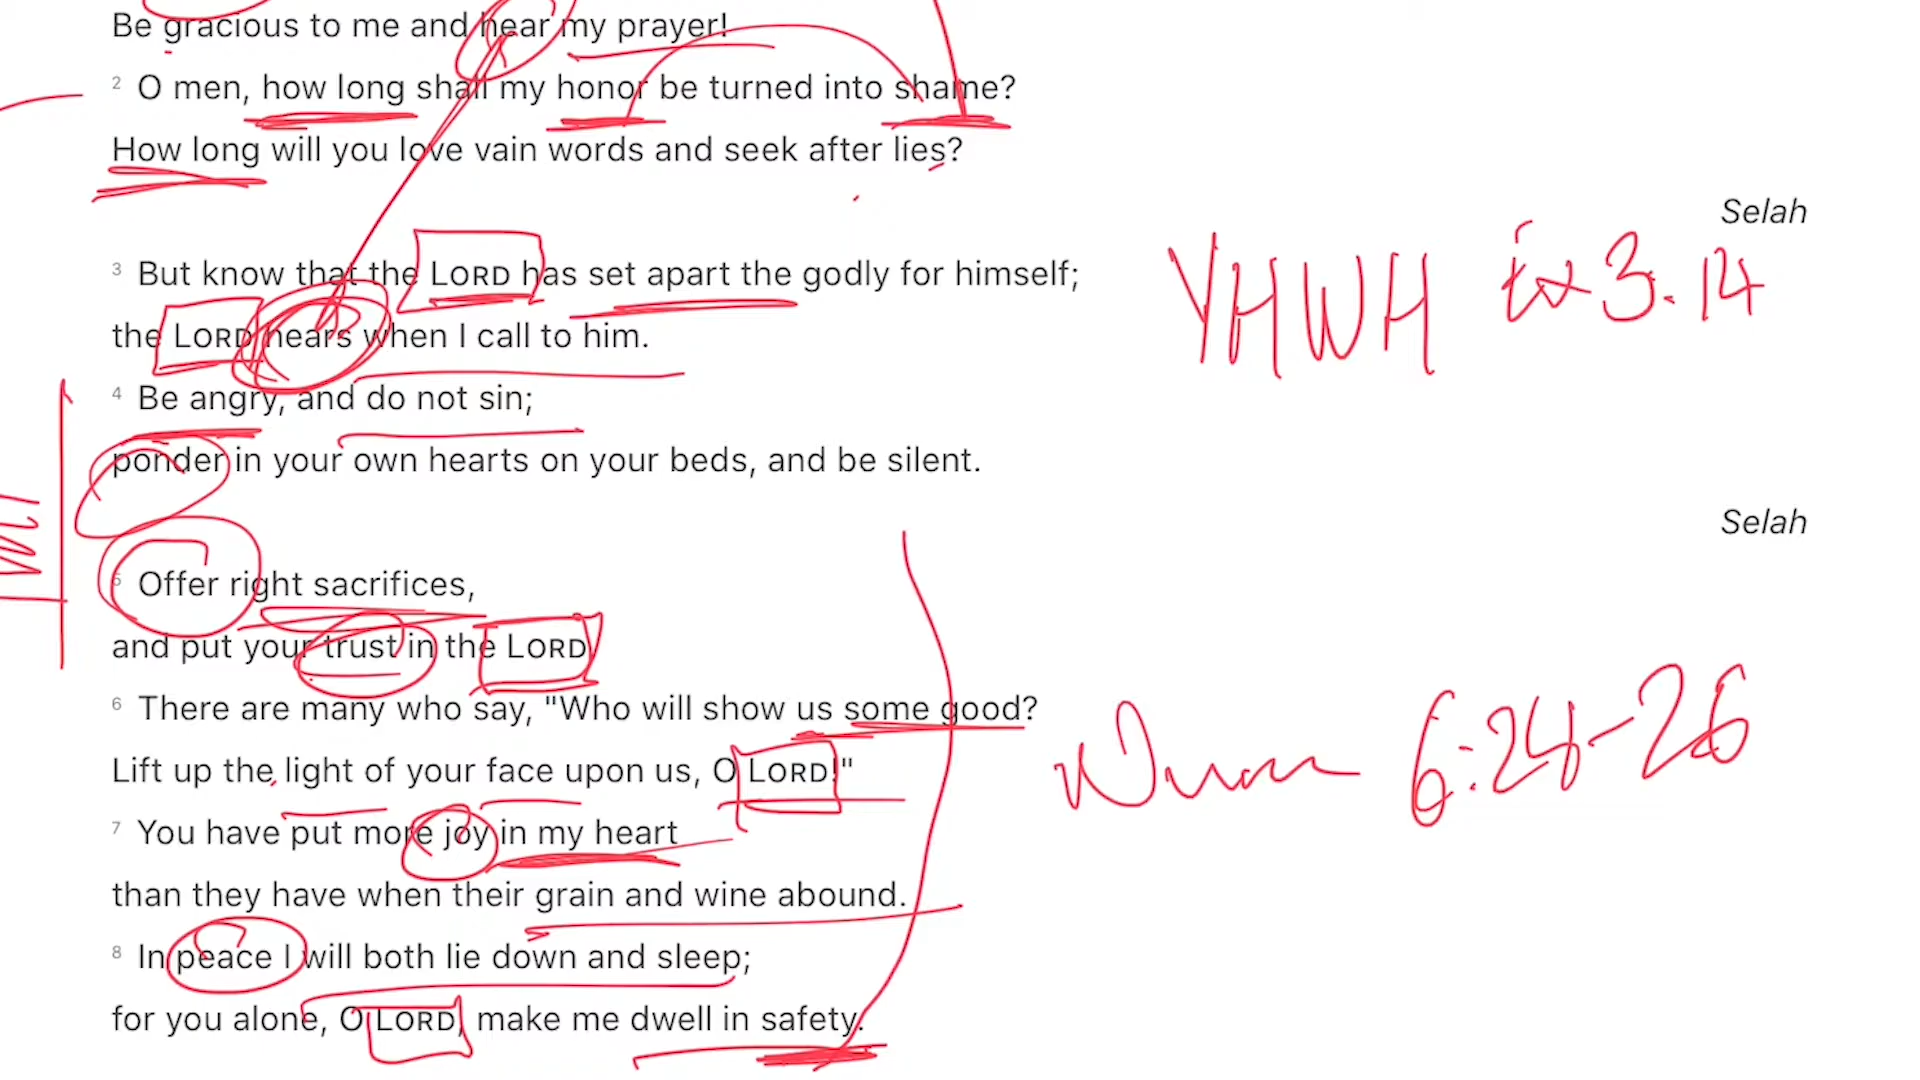 Be gracious to me and hear my prayer!
2 O men, how long shall my honor be turned into shame?
How long will you love vain words and seek after lies?
Selah
3 But know that the LORD has set apart the godly for himself;
the LORD hears when I call to him.
YHWH Ex 3.14
4 Be angry, and do not sin;
ponder in your own hearts on your beds, and be silent.
Selah
5 Offer right sacrifices,
and put your trust in the LORD
6 There are many who say, "Who will show us some good?
Lift up the light of your face upon us, O LORD!"
Num 6:24-26
7 You have put more joy in my heart
than they have when their grain and wine abound.
8 In peace I will both lie down and sleep;
for you alone, O LORD, make me dwell in safety.